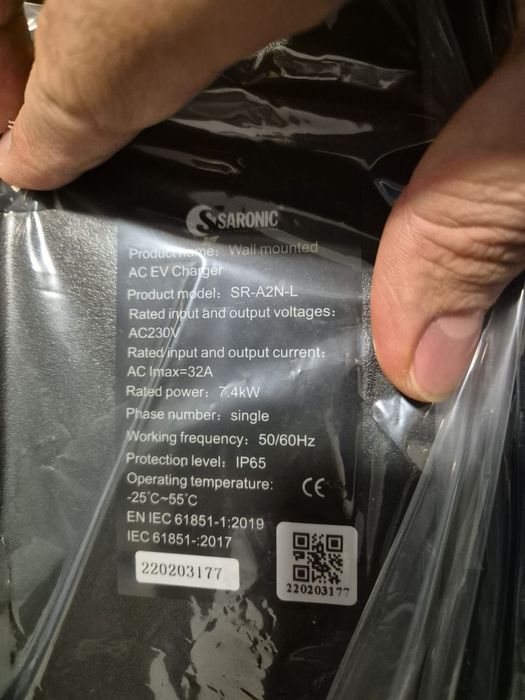 SARONIC
Product name: Wall mounted
AC EV Charger
Product model: SR-A2N-L
Rated input and output voltages:
AC230V
Rated input and output current:
AC Imax=32A
Rated power: 7.4kW
Phase number: single
Working frequency: 50/60Hz
Protection level: IP65
Operating temperature:
-25°C~55°C
CE
EN IEC 61851-1:2019
IEC 61851-:2017
220203177
220203177